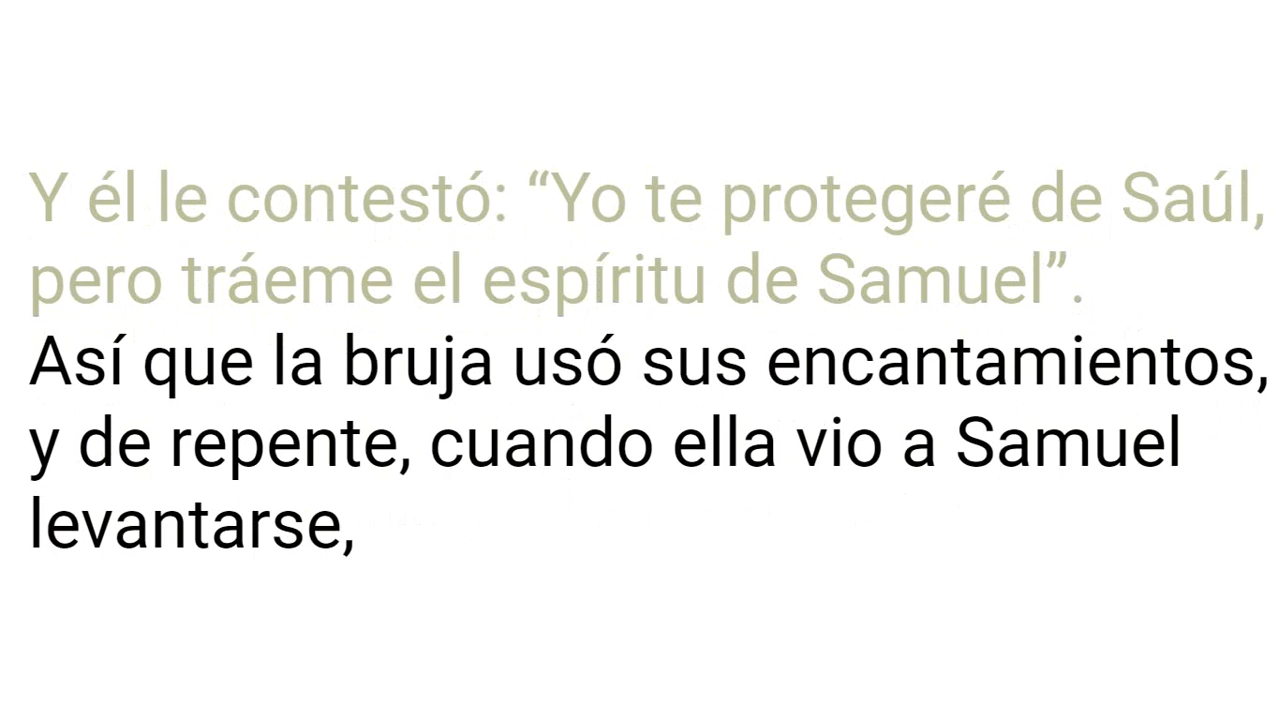 Y él le contestó: “Yo te protegeré de Saúl,
pero tráeme el espíritu de Samuel”.
Así que la bruja usó sus encantamientos,
y de repente, cuando ella vio a Samuel
levantarse,